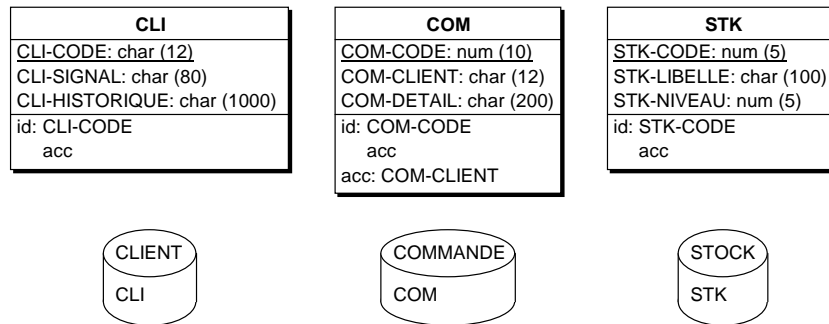 CLI
CLI-CODE: char (12)
CLI-SIGNAL: char (80)
CLI-HISTORIQUE: char (1000)
id: CLI-CODE
acc
COM
COM-CODE: num (10)
COM-CLIENT: char (12)
COM-DETAIL: char (200)
id: COM-CODE
acc
acc: COM-CLIENT
STK
STK-CODE: num (5)
STK-LIBELLE: char (100)
STK-NIVEAU: num (5)
id: STK-CODE
acc
CLIENT
CLI
COMMANDE
COM
STOCK
STK